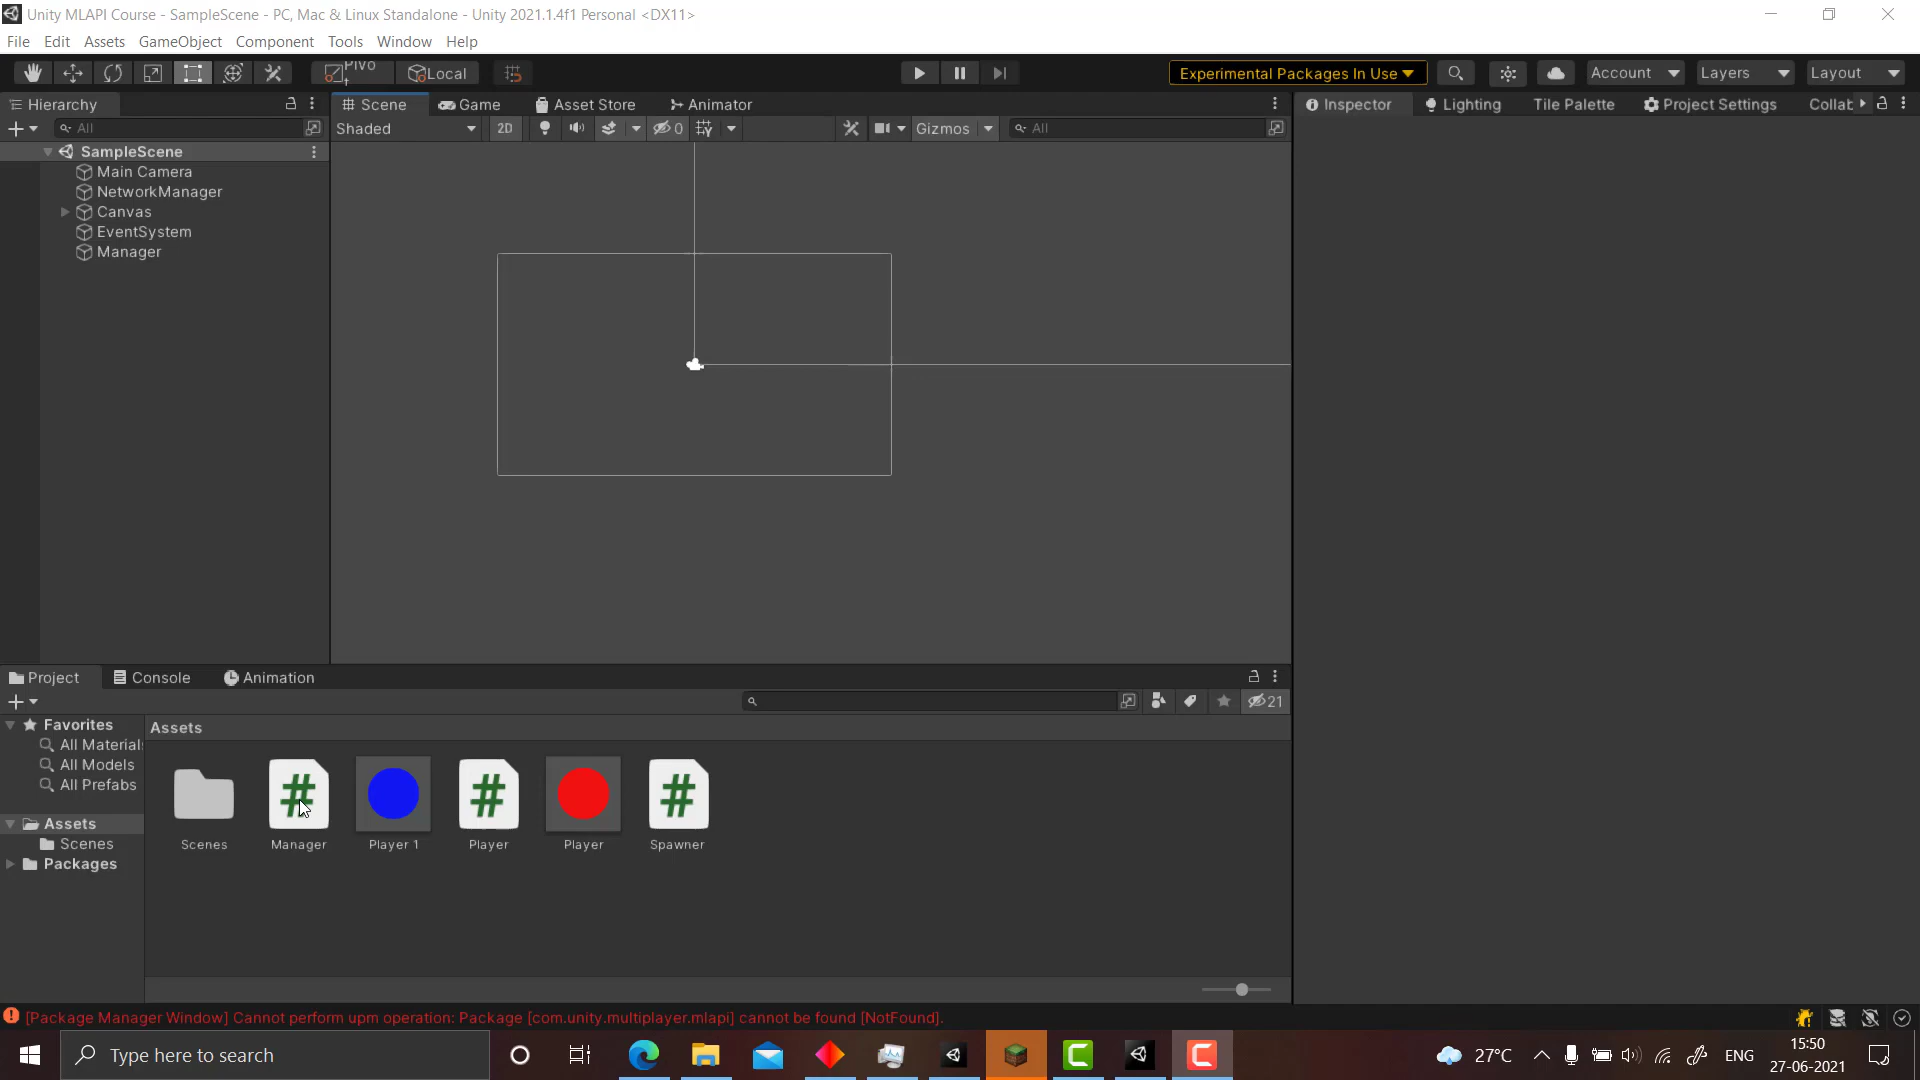 Unity MLAPI Course - SampleScene - PC, Mac & Linux Standalone - Unity 2021.1.4f1 Personal <DX11>
File Edit Assets GameObject Component Tools Window Help
Pivot Local Experimental Packages In Use Account Layers Layout
Hierarchy Scene Game Asset Store Animator Inspector Lighting Tile Palette Project Settings Collab
All Shaded 2D 0 Gizmos All
SampleScene
Main Camera
NetworkManager
Canvas
EventSystem
Manager
Project Console Animation
21
Favorites Assets
All Materials
All Models
All Prefabs
Assets
Scenes
Packages
Scenes Manager Player 1 Player Player Spawner
[Package Manager Window] Cannot perform upm operation: Package [com.unity.multiplayer.mlapi] cannot be found [NotFound].
Type here to search 27°C ENG 15:50
27-06-2021